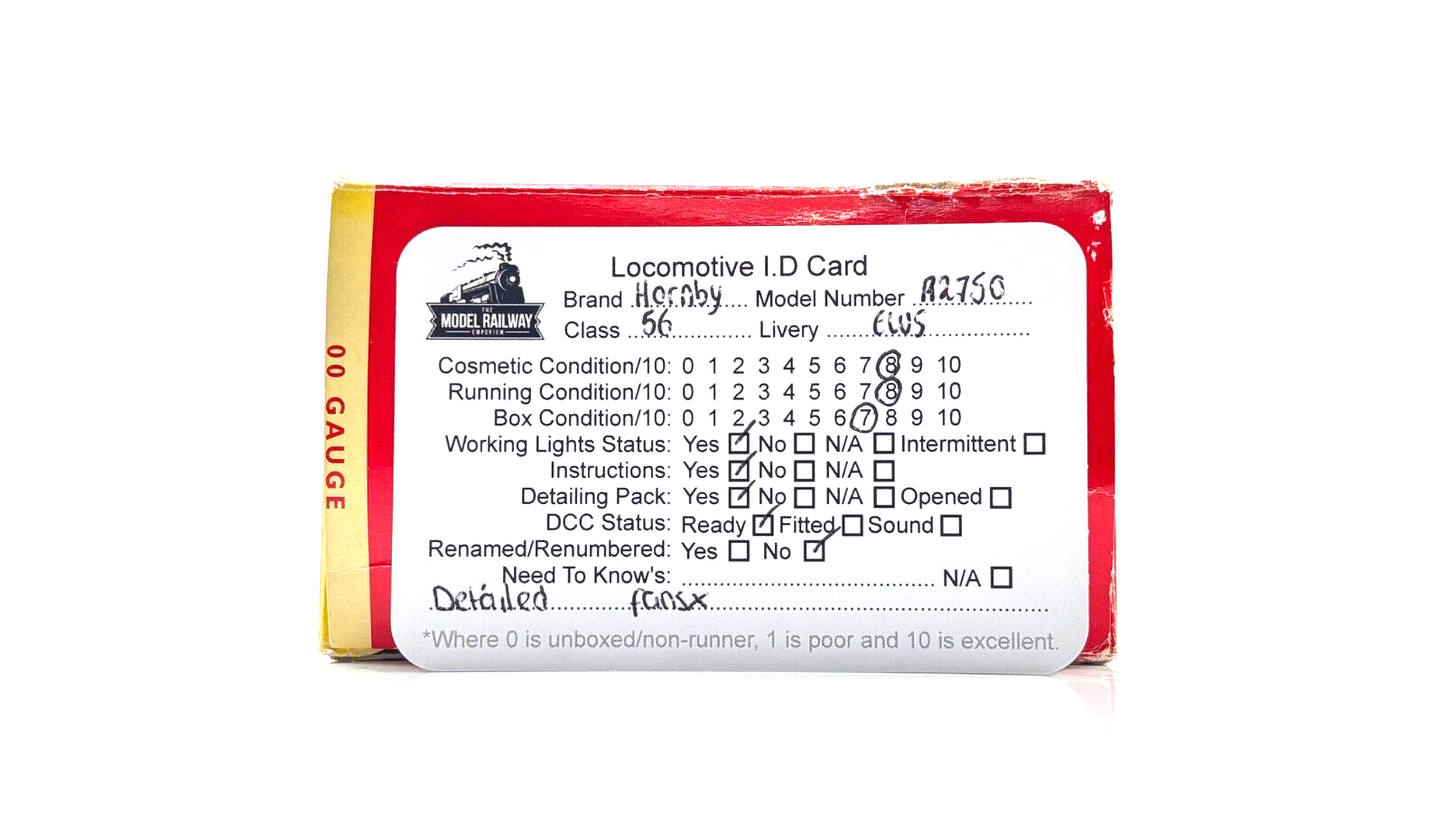 Locomotive I.D Card
THE
MODEL RAILWAY
EMPORIUM
Brand Hornby Model Number R2750
Class 56 Livery EWS
Cosmetic Condition/10: 0 1 2 3 4 5 6 7 8 9 10
Running Condition/10: 0 1 2 3 4 5 6 7 8 9 10
Box Condition/10: 0 1 2 3 4 5 6 7 8 9 10
Working Lights Status: Yes No N/A Intermittent
Instructions: Yes No N/A
Detailing Pack: Yes No N/A Opened
DCC Status: Ready Fitted Sound
Renamed/Renumbered: Yes No
Need To Know's: N/A
Detailed
*Where 0 is unboxed/non-runner, 1 is poor and 10 is excellent.
00 GAUGE